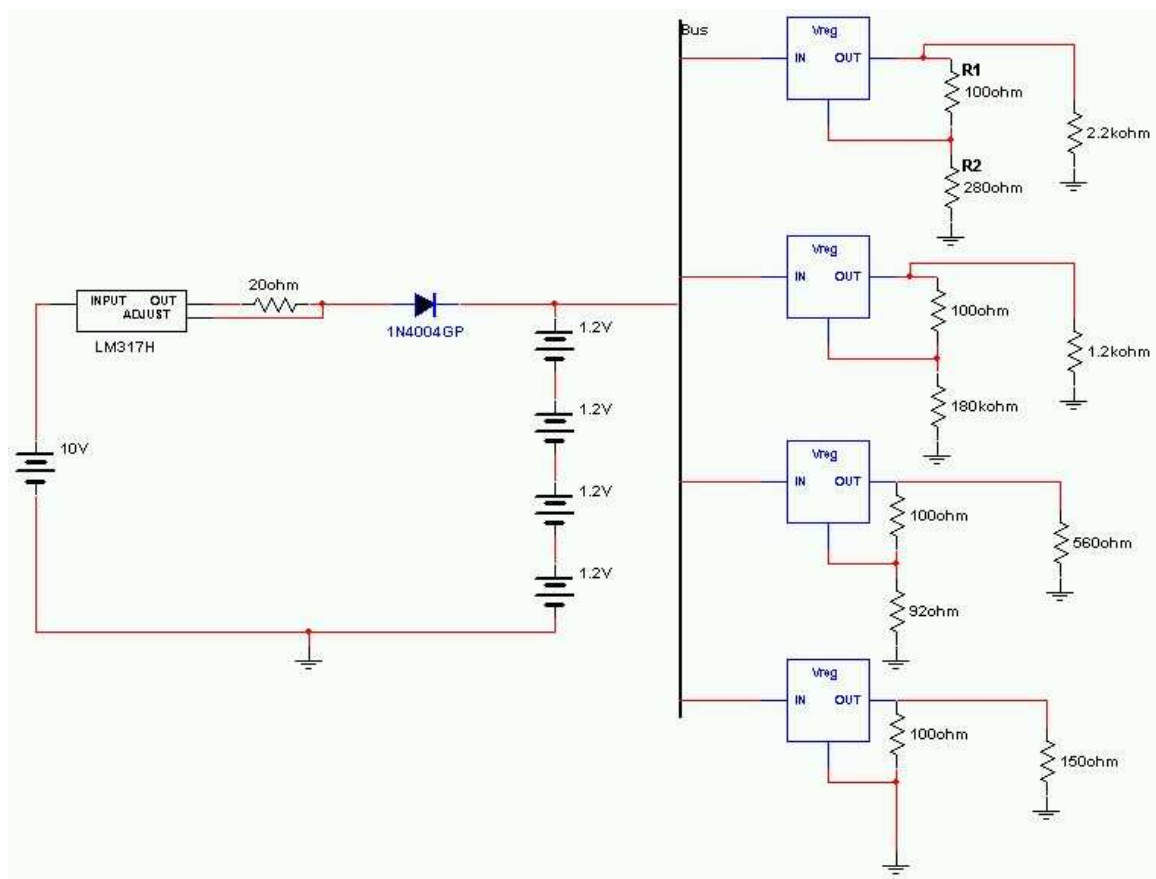 Bus
Vreg
IN OUT
R1
100ohm
2.2kohm
R2
280ohm
Vreg
IN OUT
100ohm
1.2kohm
180kohm
20ohm
INPUT OUT
ADJUST
LM317H
1N4004GP
1.2V
1.2V
1.2V
1.2V
10V
Vreg
IN OUT
100ohm
560ohm
92ohm
Vreg
IN OUT
100ohm
150ohm